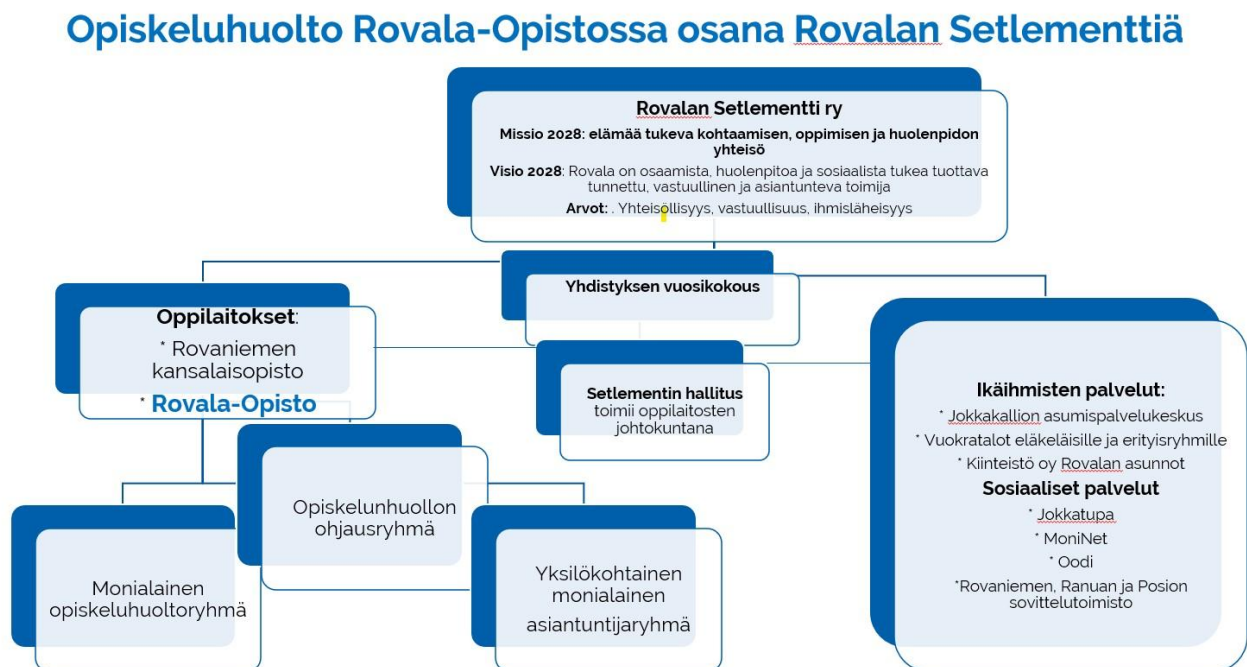 Opiskeluhuolto Rovala-Opistossa osana Rovalan Setlementtiä
Rovalan Setlementti ry
Missio 2028: elämää tukeva kohtaamisen, oppimisen ja huolenpidon
yhteisö
Visio 2028: Rovala on osaamista, huolenpitoa ja sosiaalista tukea tuottava
tunnettu, vastuullinen ja asiantunteva toimija
Arvot: . Yhteisöllisyys, vastuullisuus, ihmisläheisyys
Yhdistyksen vuosikokous
Oppilaitokset:
* Rovaniemen
kansalaisopisto
* Rovala-Opisto
Setlementin hallitus
toimii oppilaitosten
johtokuntana
Ikäihmisten palvelut:
* Jokkakallion asumispalvelukeskus
* Vuokratalot eläkeläisille ja erityisryhmille
* Kiinteistö oy Rovalan asunnot
Sosiaaliset palvelut
* Jokkatupa
* MoniNet
* Oodi
*Rovaniemen, Ranuan ja Posion
sovittelutoimisto
Opiskelunhuollon
ohjausryhmä
Monialainen
opiskeluhuoltoryhmä
Yksilökohtainen
monialainen
asiantuntijaryhmä